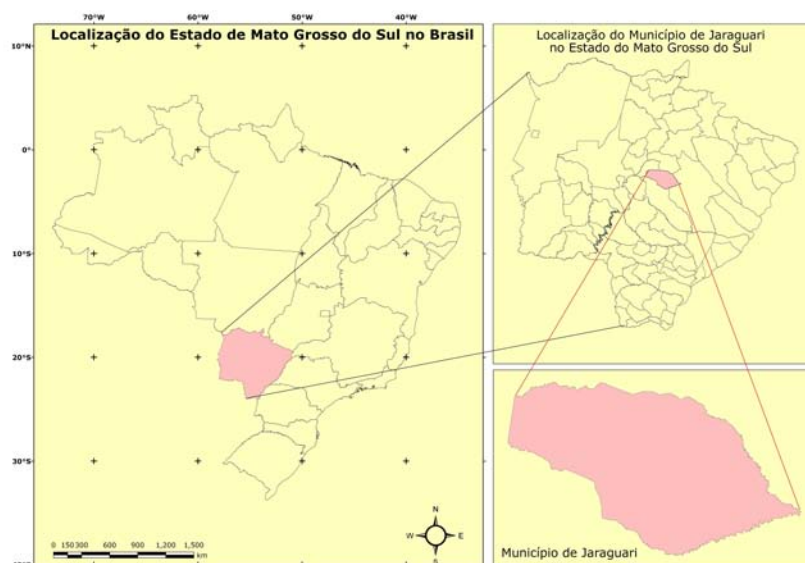 70°W 60°W 50°W 40°W
Localização do Estado de Mato Grosso do Sul no Brasil
10°N
0°
10°S
20°S
30°S
0 150 300 600 900 1,200 1,500
km
N
W E
S
Localização do Município de Jaraguari
no Estado do Mato Grosso do Sul
Município de Jaraguari